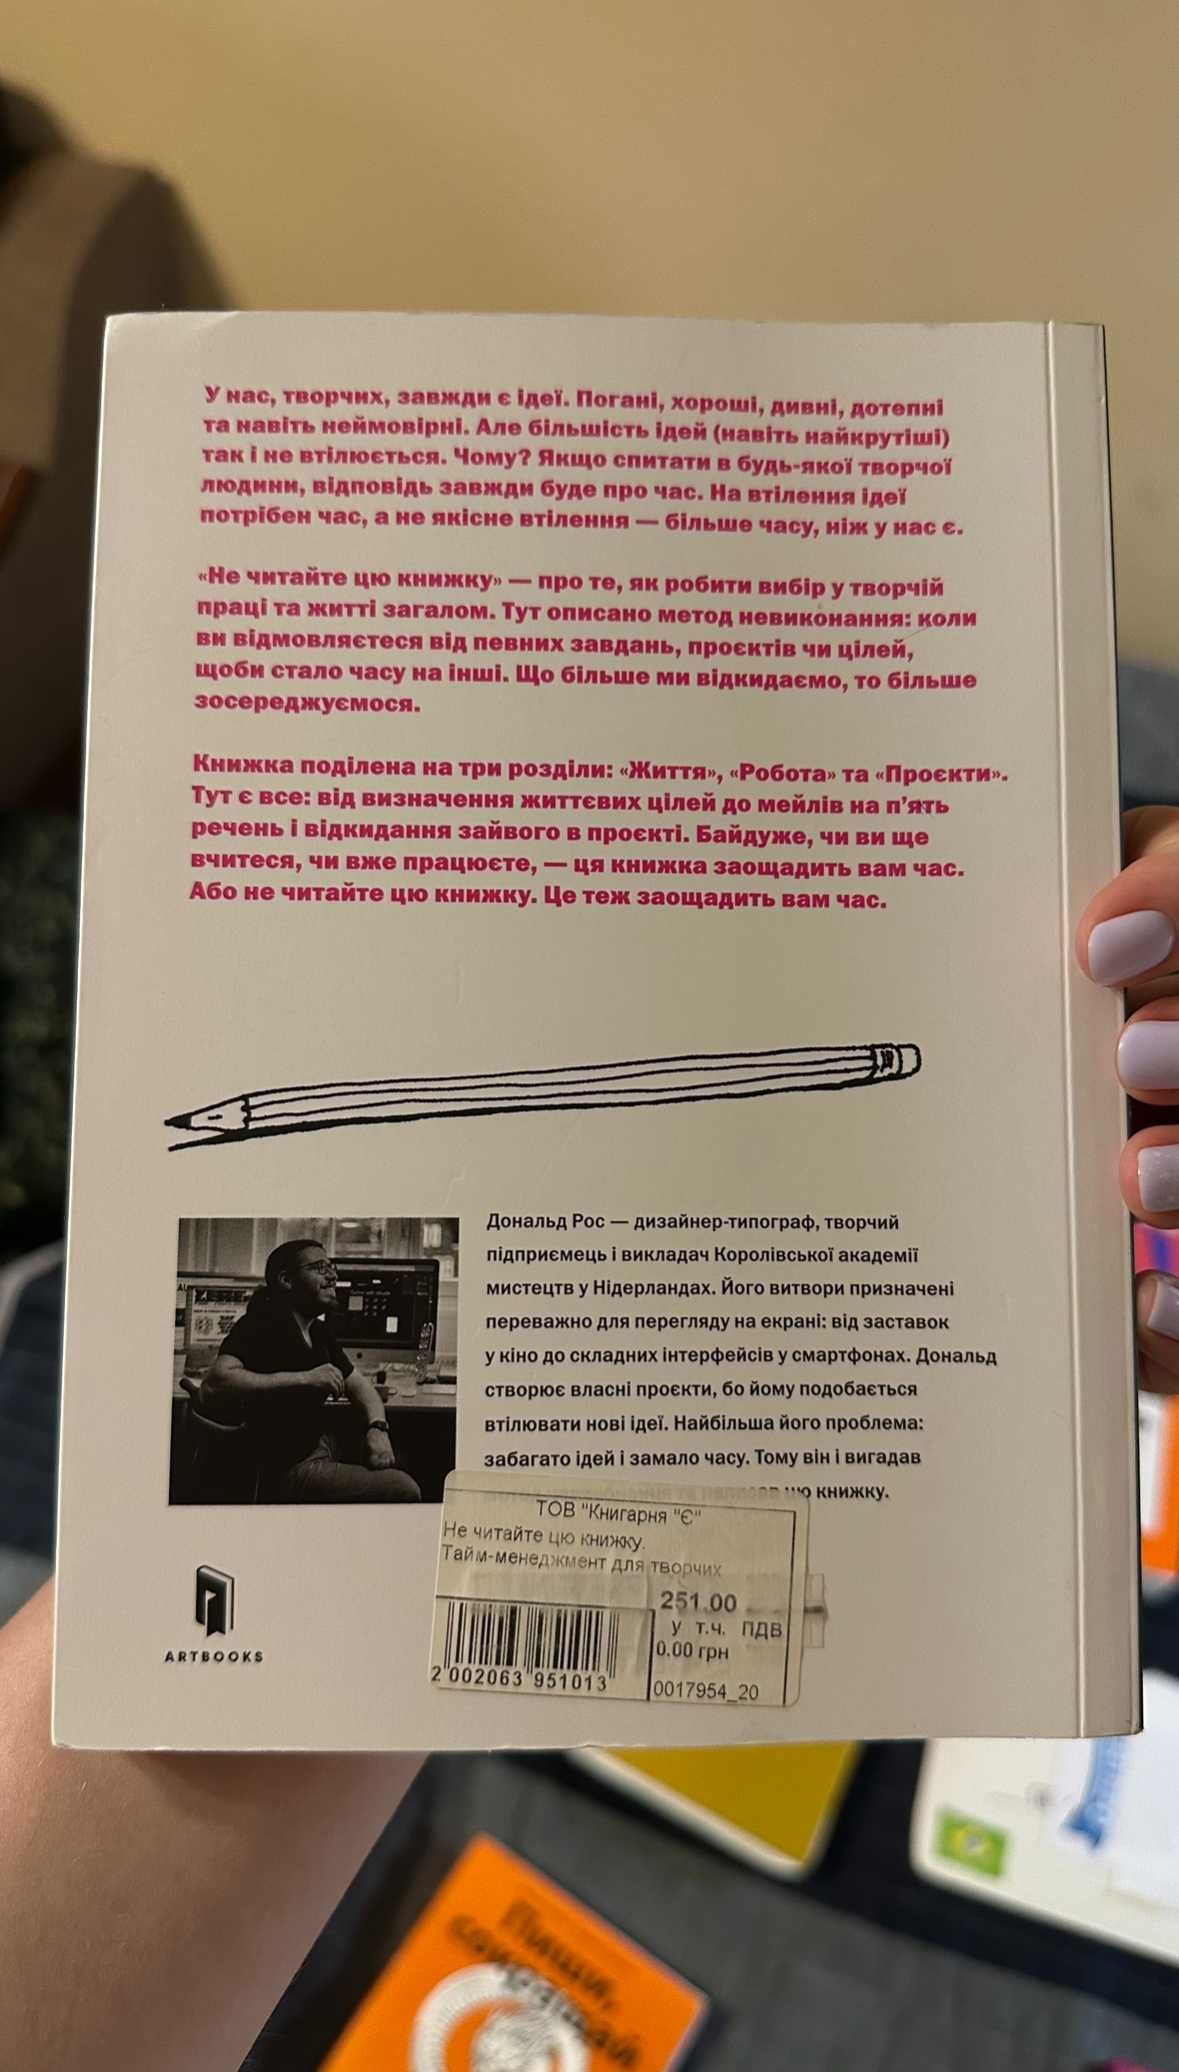 У нас, творчих, завжди є ідеї. Погані, хороші, дивні, дотепні
та навіть неймовірні. Але більшість ідей (навіть найкрутіші)
так і не втілюється. Чому? Якщо спитати в будь-якої творчої
людини, відповідь завжди буде про час. На втілення ідеї
потрібен час, а не якісне втілення — більше часу, ніж у нас є.
«Не читайте цю книжку» — про те, як робити вибір у творчій
праці та житті загалом. Тут описано метод невиконання: коли
ви відмовляєтеся від певних завдань, проєктів чи цілей,
щоби стало часу на інші. Що більше ми відкидаємо, то більше
зосереджуємося.
Книжка поділена на три розділи: «Життя», «Робота» та «Проєкти».
Тут є все: від визначення життєвих цілей до мейлів на п'ять
речень і відкидання зайвого в проєкті. Байдуже, чи ви ще
вчитеся, чи вже працюєте, — ця книжка заощадить вам час.
Або не читайте цю книжку. Це теж заощадить вам час.
Дональд Рос — дизайнер-типограф, творчий
підприємець і викладач Королівської академії
мистецтв у Нідерландах. Його витвори призначені
переважно для перегляду на екрані: від заставок
у кіно до складних інтерфейсів у смартфонах. Дональд
створює власні проєкти, бо йому подобається
втілювати нові ідеї. Найбільша його проблема:
забагато ідей і замало часу. Тому він і вигадав
цю книжку.
ТОВ "Книгарня "Є"
Не читайте цю книжку.
Тайм-менеджмент для творчих
251.00
у т.ч. ПДВ
0.00 грн
2 002063 951013
0017954_20
ARTBOOKS
Пиши,
скорочуй